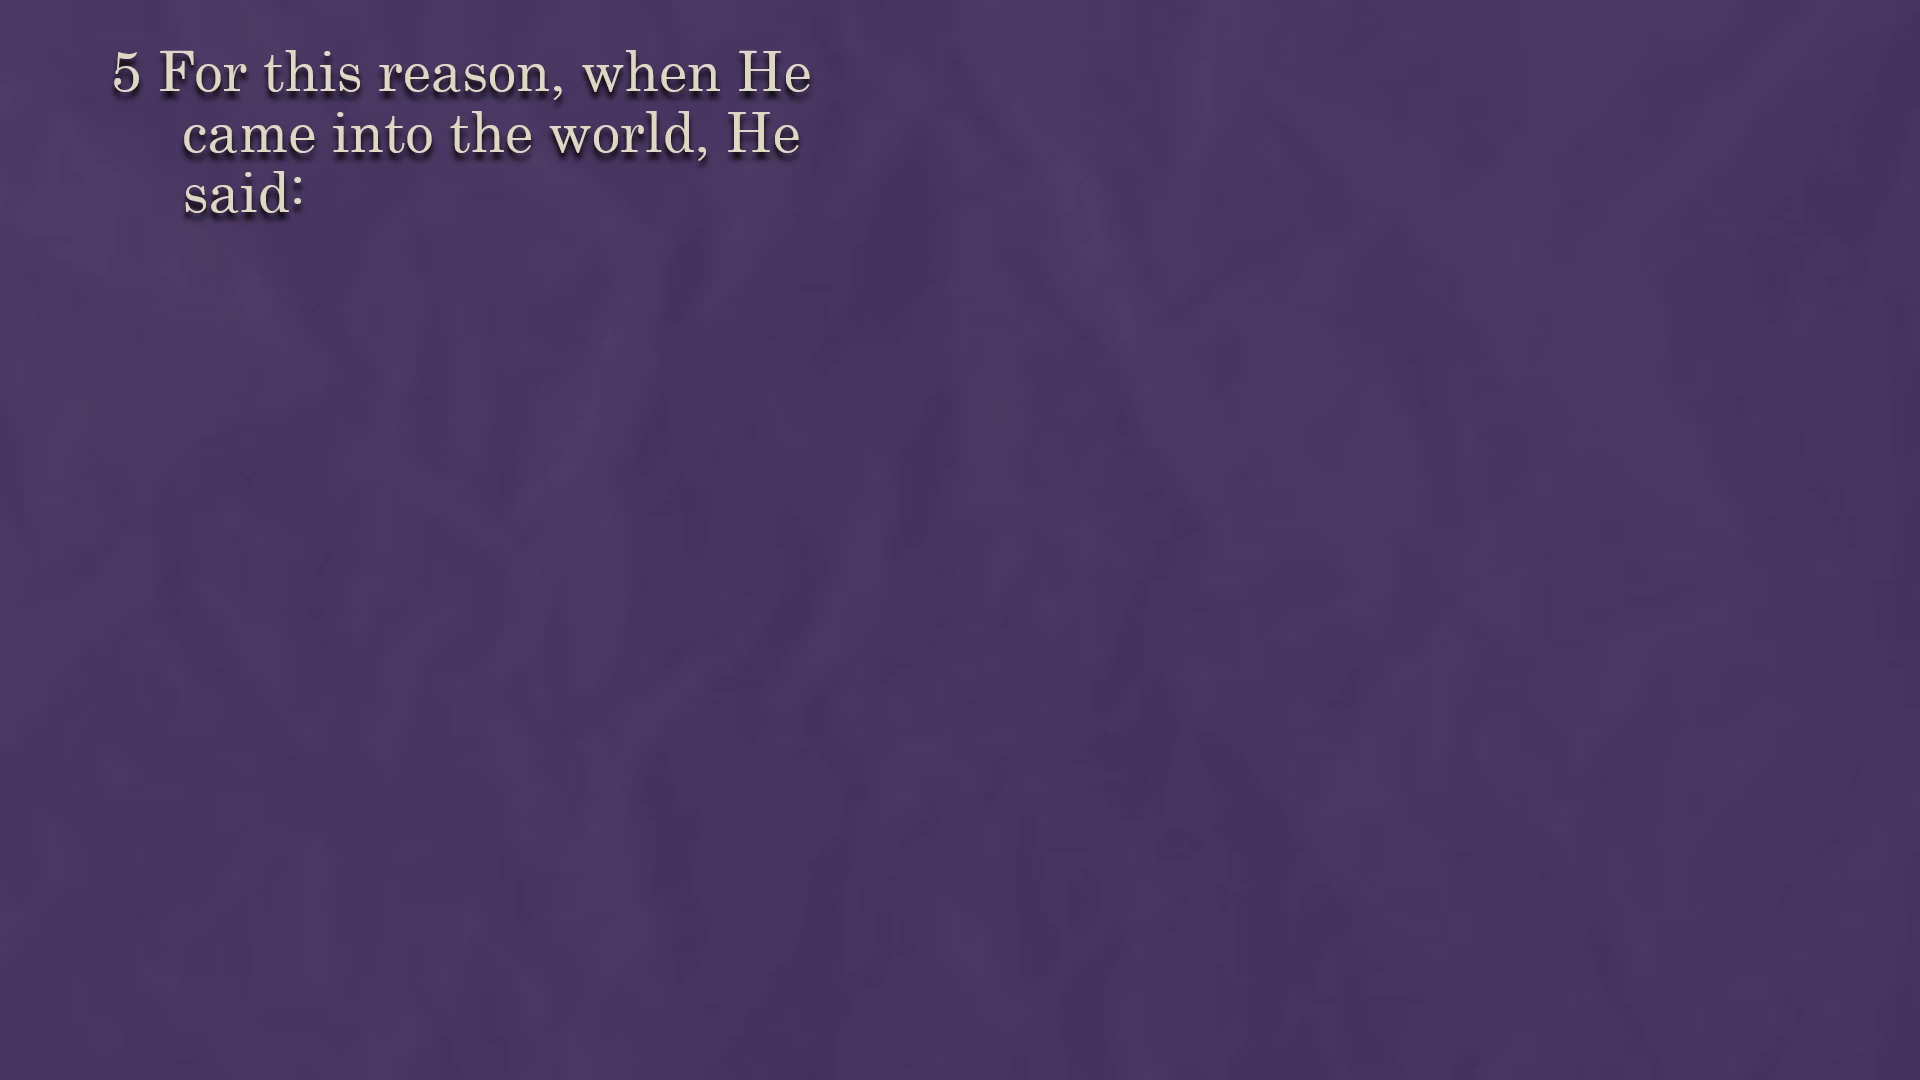 5 For this reason, when He
came into the world, He
said: